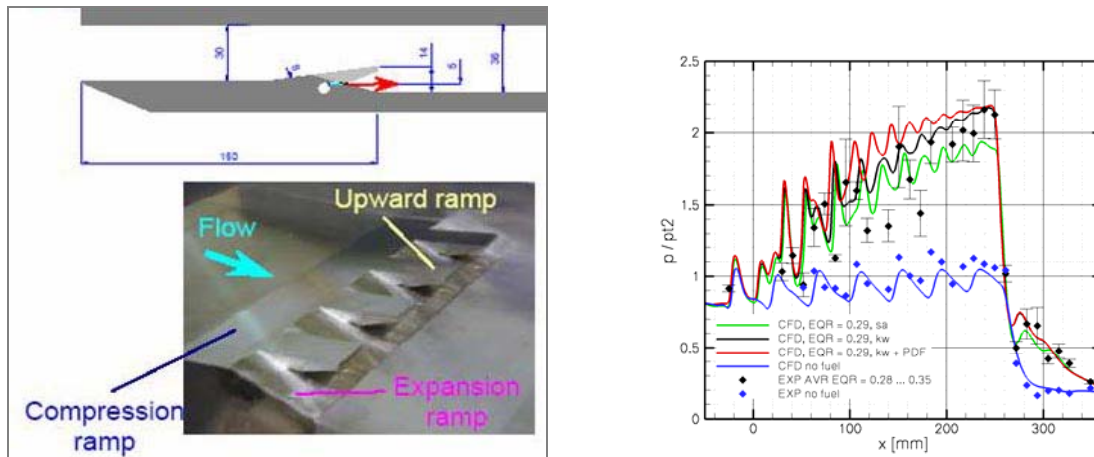 30
6
14
5
36
160
Upward ramp
Flow
Expansion
ramp
Compression
ramp
p / pt2
2.5
2
1.5
1
0.5
0
CFD, EQR = 0.29, sa
CFD, EQR = 0.29, kw
CFD, EQR = 0.29, kw + PDF
CFD no fuel
EXP AVR EQR = 0.28 ... 0.35
EXP no fuel
0
100
200
300
x [mm]